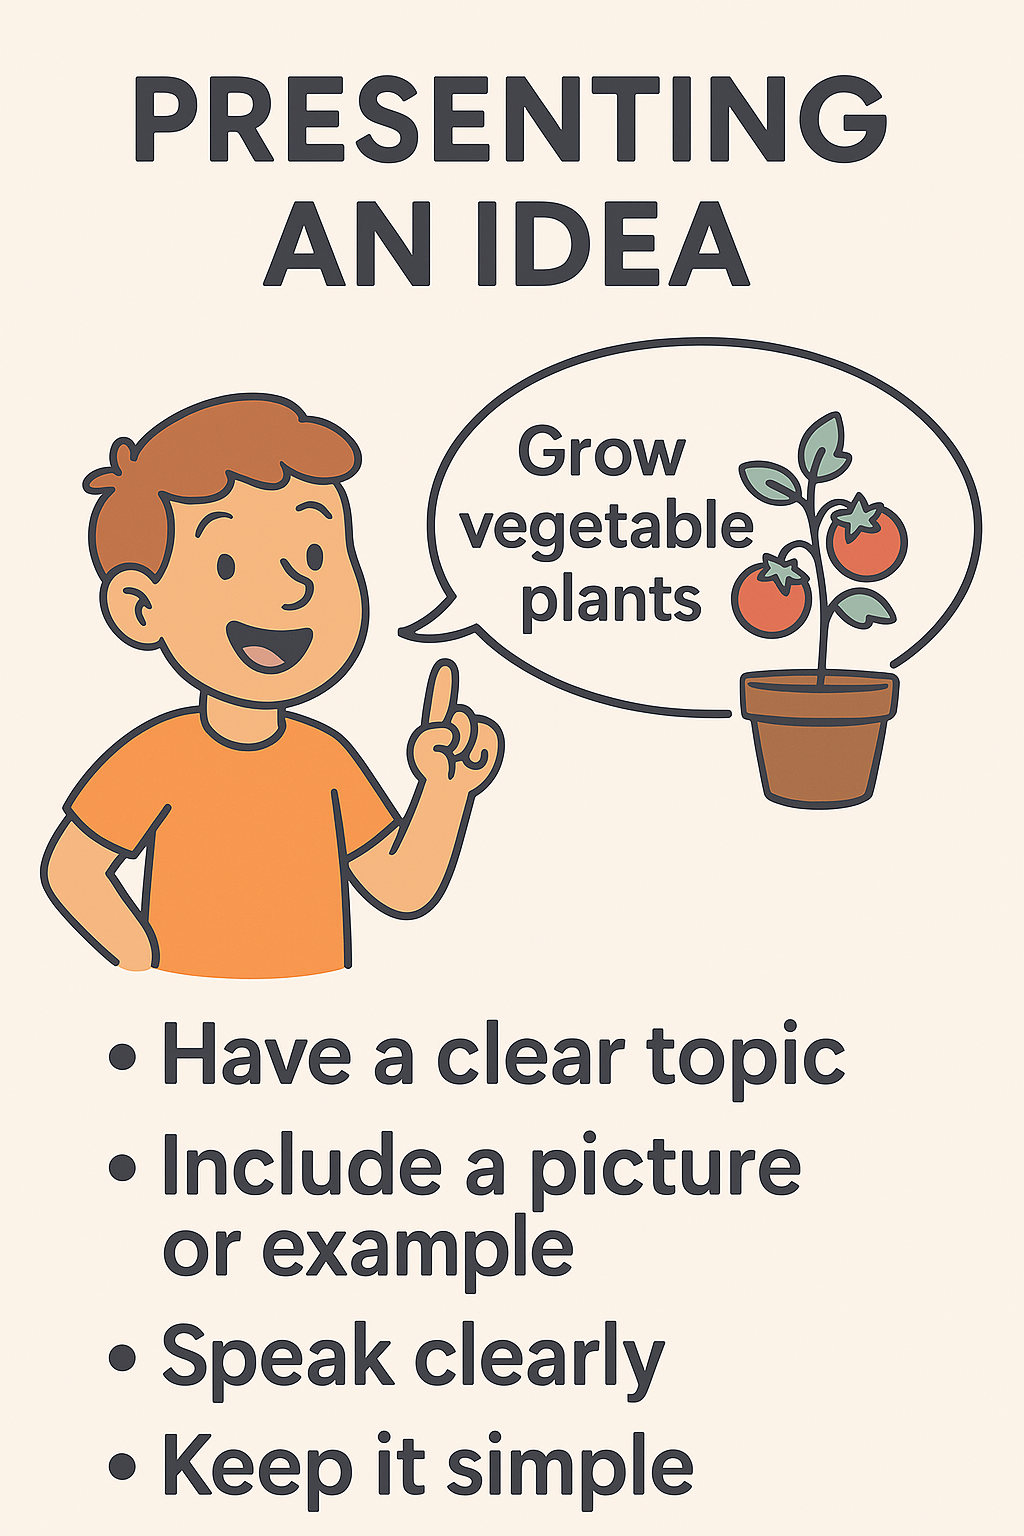 PRESENTING
AN IDEA
Grow
vegetable
plants
• Have a clear topic
• Include a picture
or example
• Speak clearly
• Keep it simple